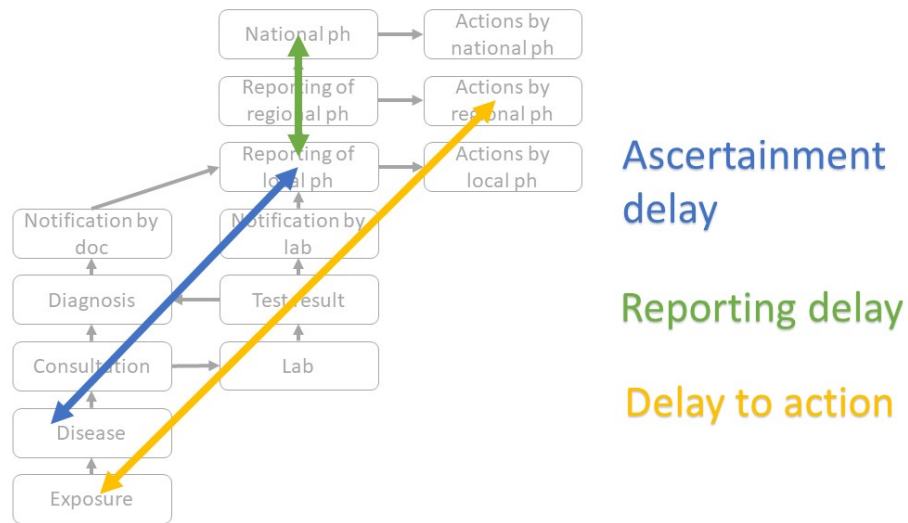 National ph
Actions by
national ph
Reporting of
regional ph
Actions by
regional ph
Reporting of
local ph
Actions by
local ph
Notification by
doc
Notification by
lab
Diagnosis
Test result
Consultation
Lab
Disease
Exposure
Ascertainment
delay
Reporting delay
Delay to action